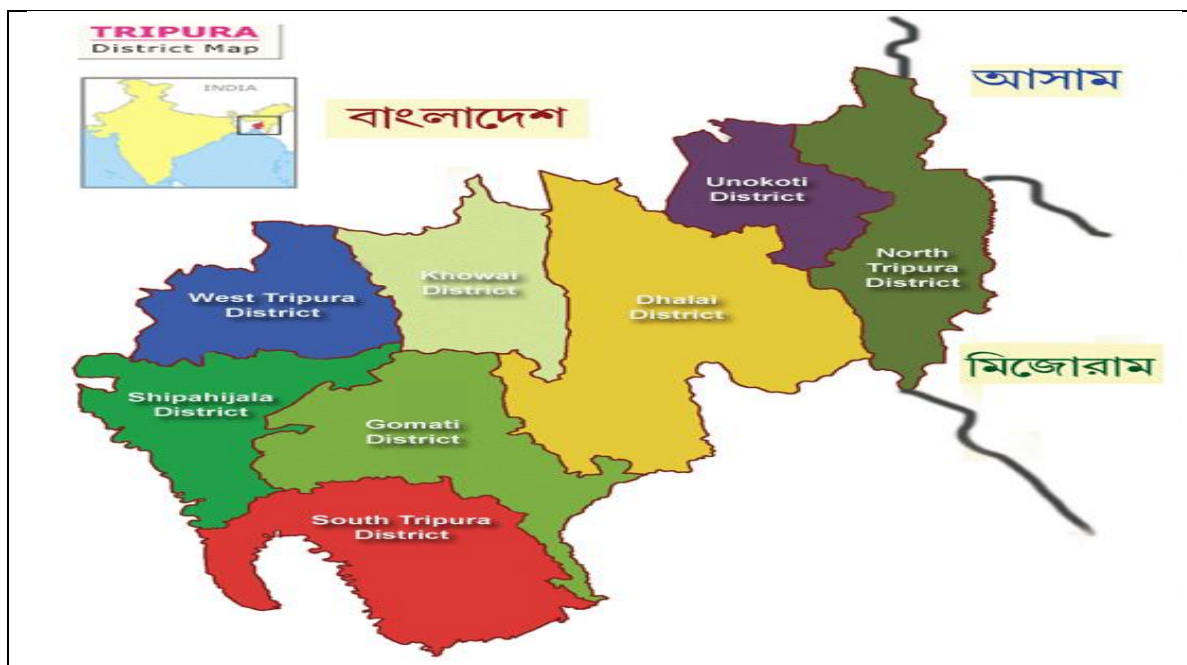 TRIPURA
District Map
INDIA
বাংলাদেশ
আসাম
Unokoti
District
North
Tripura
District
Khowai
District
West Tripura
District
Dhalai
District
মিজোরাম
Shipahijala
District
Gomati
District
South Tripura
District